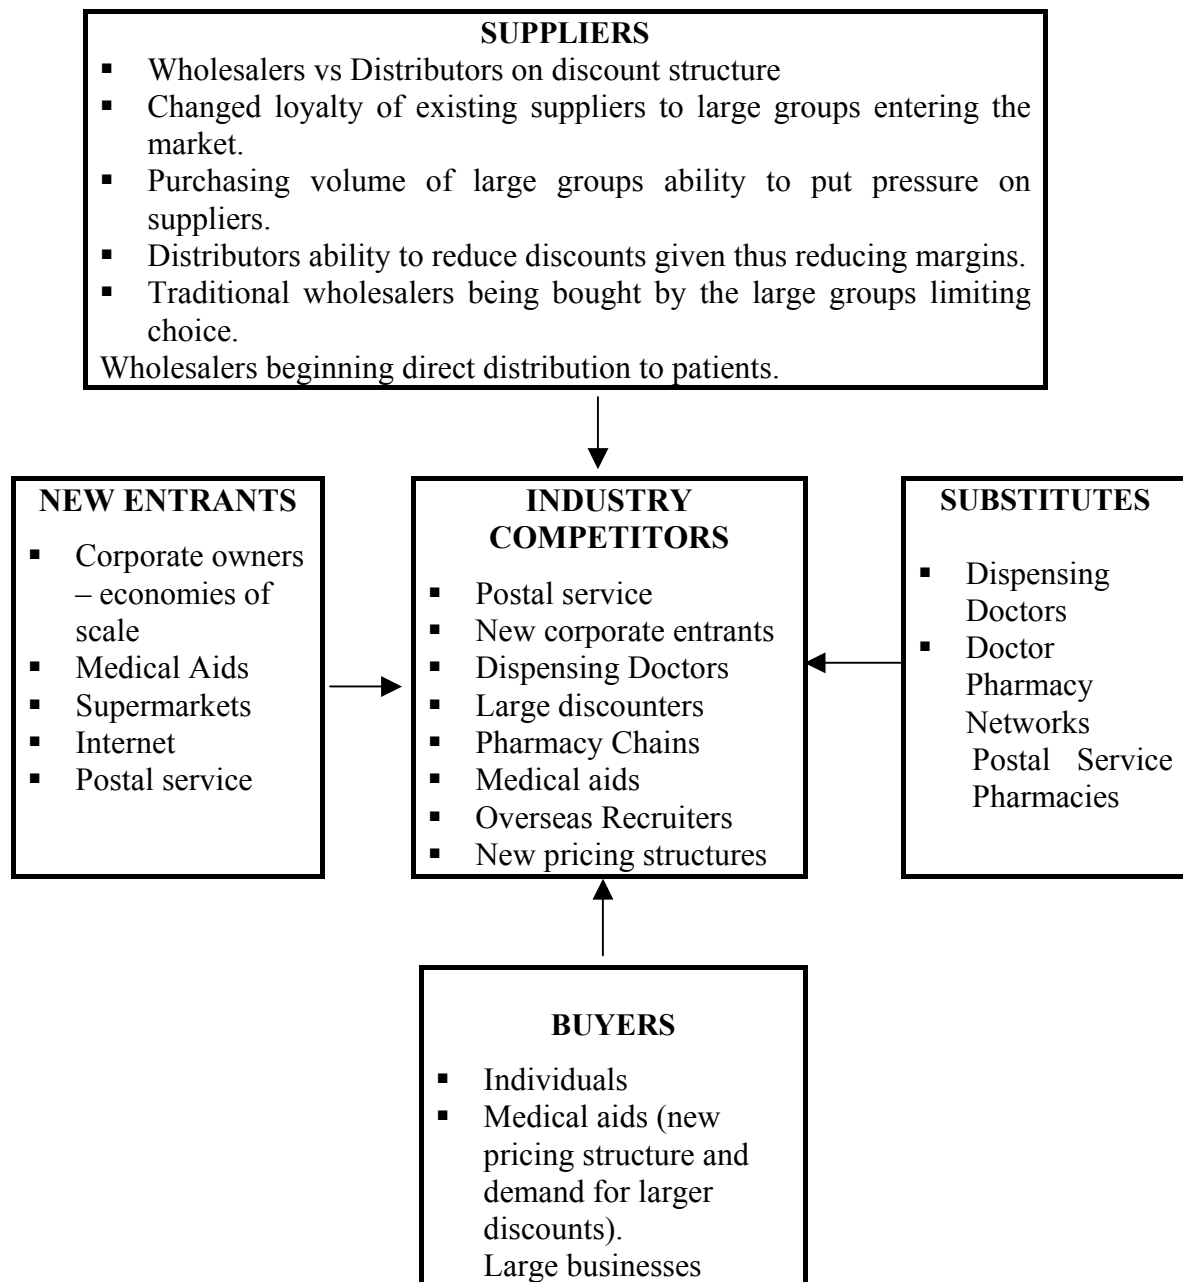 SUPPLIERS
▪ Wholesalers vs Distributors on discount structure
▪ Changed loyalty of existing suppliers to large groups entering the
market.
▪ Purchasing volume of large groups ability to put pressure on
suppliers.
▪ Distributors ability to reduce discounts given thus reducing margins.
▪ Traditional wholesalers being bought by the large groups limiting
choice.
Wholesalers beginning direct distribution to patients.
NEW ENTRANTS
▪ Corporate owners
– economies of
scale
▪ Medical Aids
▪ Supermarkets
▪ Internet
▪ Postal service
INDUSTRY
COMPETITORS
▪ Postal service
▪ New corporate entrants
▪ Dispensing Doctors
▪ Large discounters
▪ Pharmacy Chains
▪ Medical aids
▪ Overseas Recruiters
▪ New pricing structures
SUBSTITUTES
▪ Dispensing
Doctors
▪ Doctor
Pharmacy
Networks
Postal Service
Pharmacies
BUYERS
▪ Individuals
▪ Medical aids (new
pricing structure and
demand for larger
discounts).
Large businesses